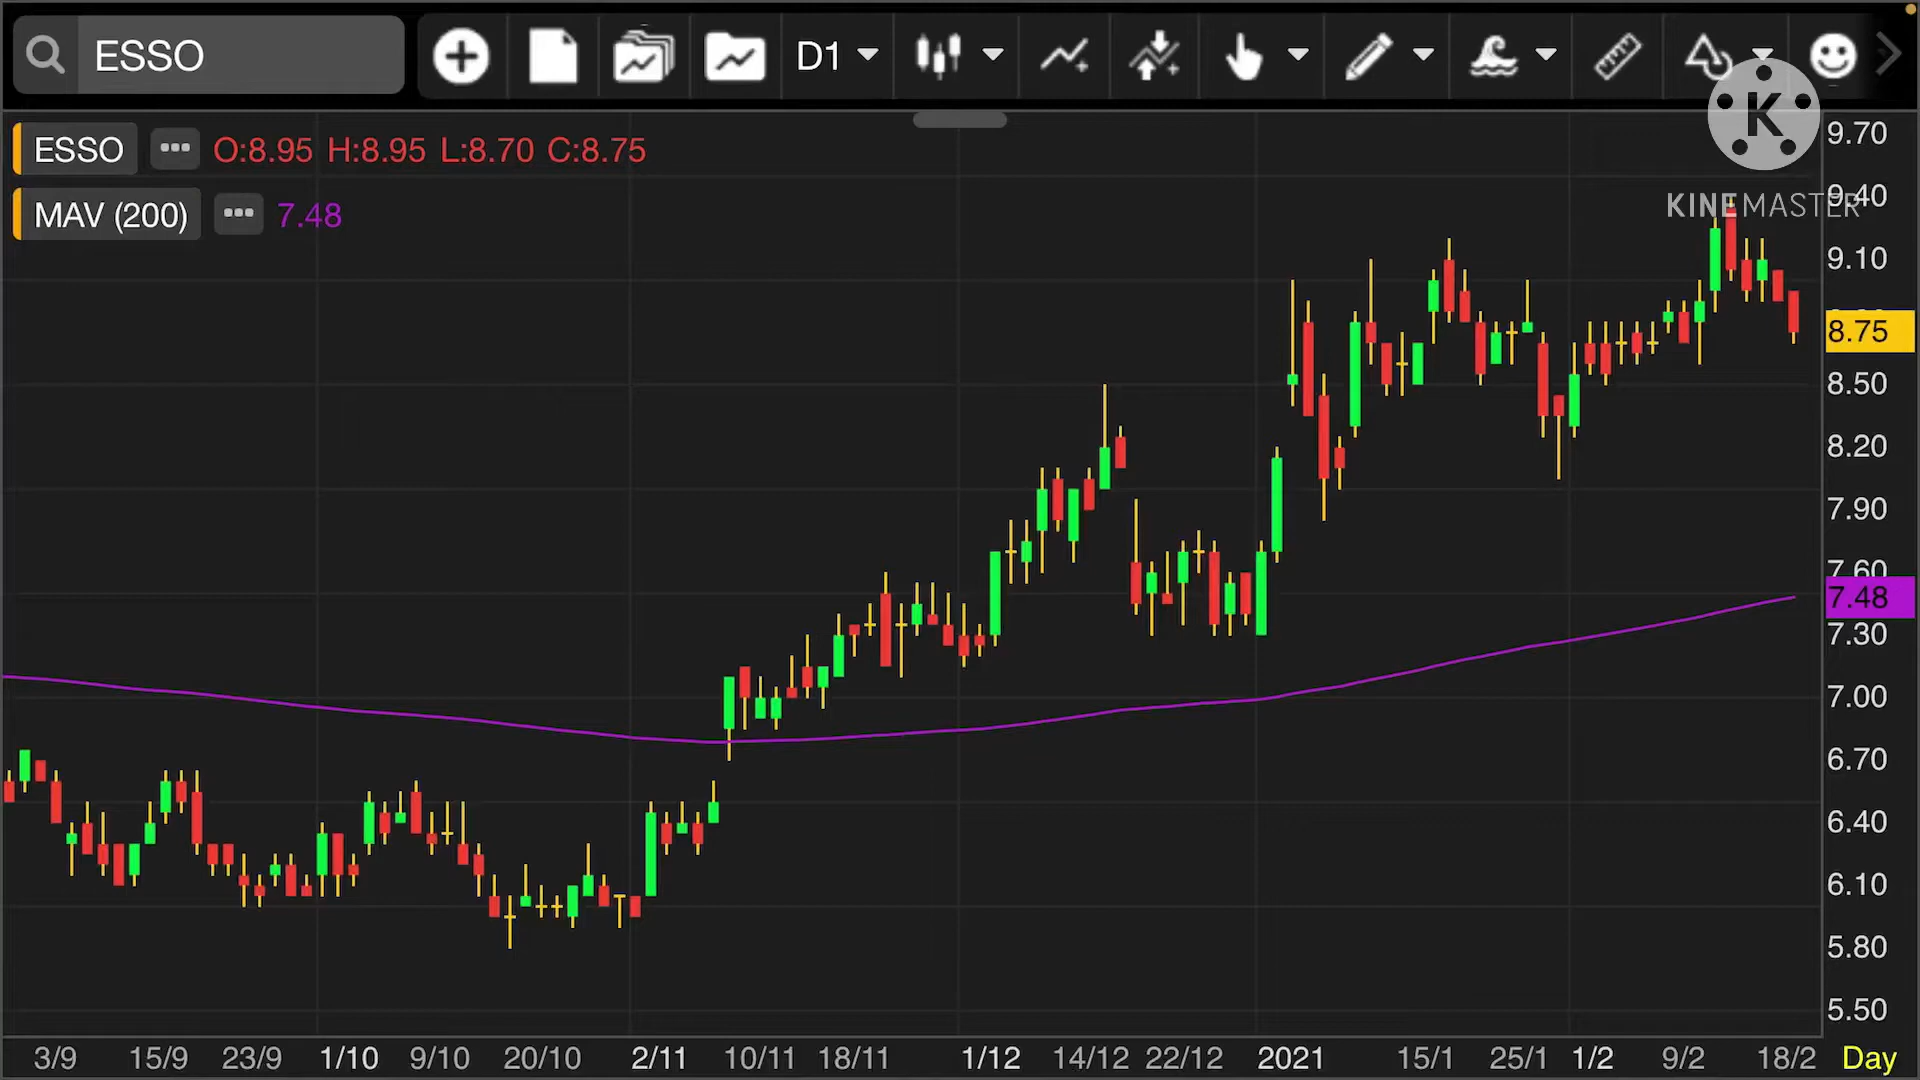 ESSO
D1
K
KINEMASTER
ESSO ••• O:8.95 H:8.95 L:8.70 C:8.75
MAV (200) ••• 7.48
9.70
9.40
9.10
8.75
8.50
8.20
7.90
7.60
7.48
7.30
7.00
6.70
6.40
6.10
5.80
5.50
3/9 15/9 23/9 1/10 9/10 20/10 2/11 10/11 18/11 1/12 14/12 22/12 2021 15/1 25/1 1/2 9/2 18/2 Day